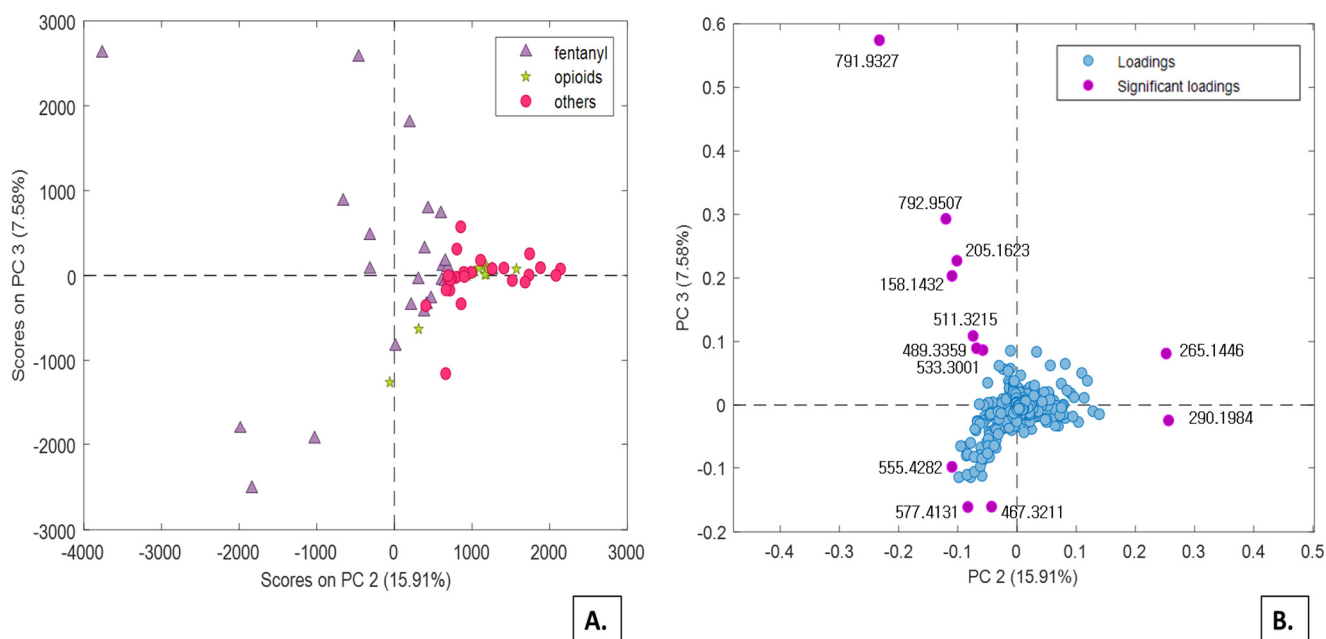 3000
2000
1000
0
-1000
-2000
-3000
Scores on PC 3 (7.58%)
fentanyl
opioids
others
-4000 -3000 -2000 -1000 0 1000 2000 3000
Scores on PC 2 (15.91%)
A.
0.6
0.5
0.4
0.3
0.2
0.1
0
-0.1
-0.2
PC 3 (7.58%)
Loadings
Significant loadings
791.9327
792.9507
205.1623
158.1432
511.3215
489.3359
533.3001
265.1446
290.1984
555.4282
577.4131
467.3211
-0.4 -0.3 -0.2 -0.1 0 0.1 0.2 0.3 0.4 0.5
PC 2 (15.91%)
B.